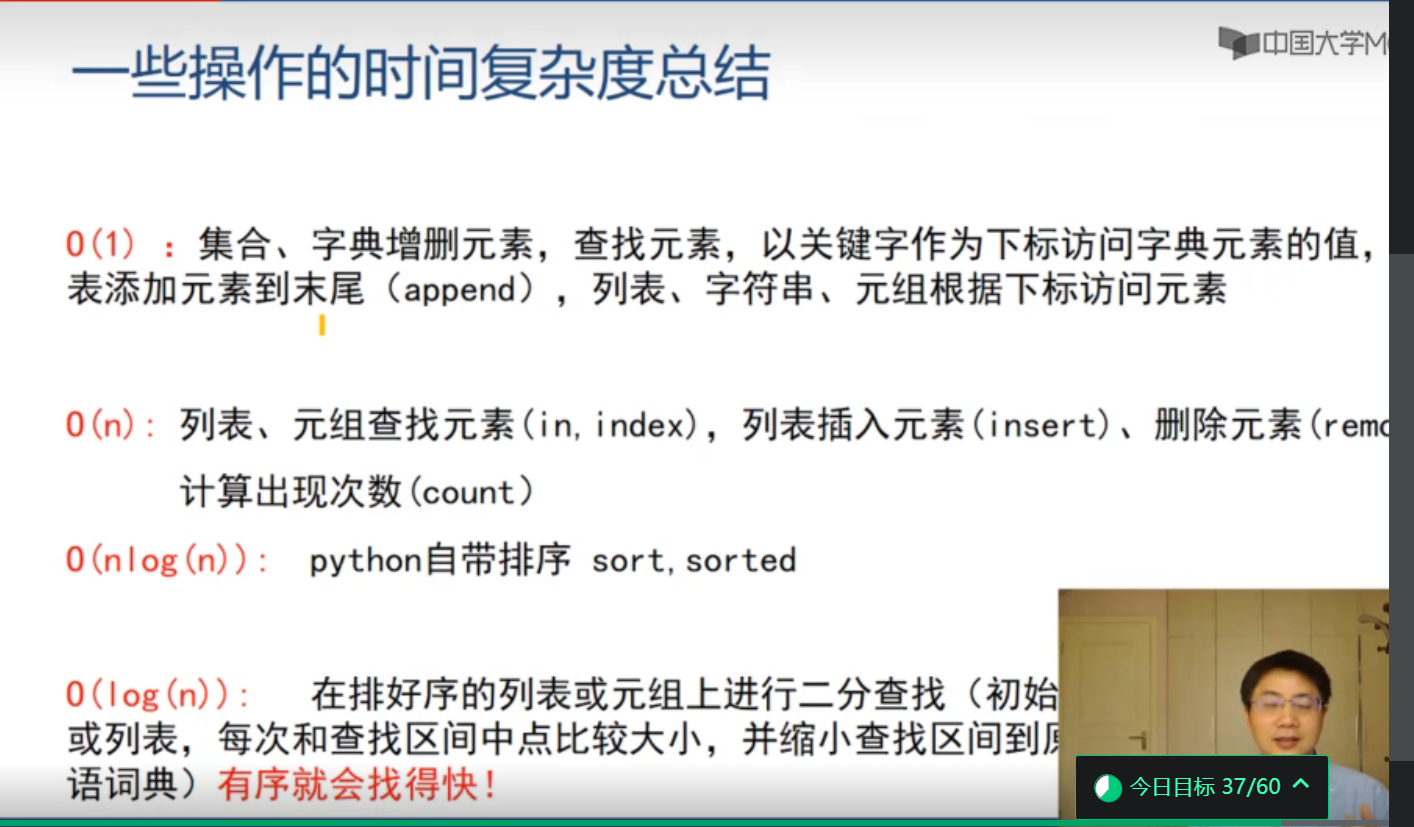 一些操作的时间复杂度总结
中国大学M
O(1) ：集合、字典增删元素，查找元素，以关键字作为下标访问字典元素的值，
表添加元素到末尾（append），列表、字符串、元组根据下标访问元素
O(n)： 列表、元组查找元素(in,index)，列表插入元素(insert)、删除元素(remo
计算出现次数(count)
O(nlog(n))： python自带排序 sort,sorted
O(log(n))： 在排好序的列表或元组上进行二分查找（初始
或列表，每次和查找区间中点比较大小，并缩小查找区间到
语词典）有序就会找得快！
今日目标 37/60